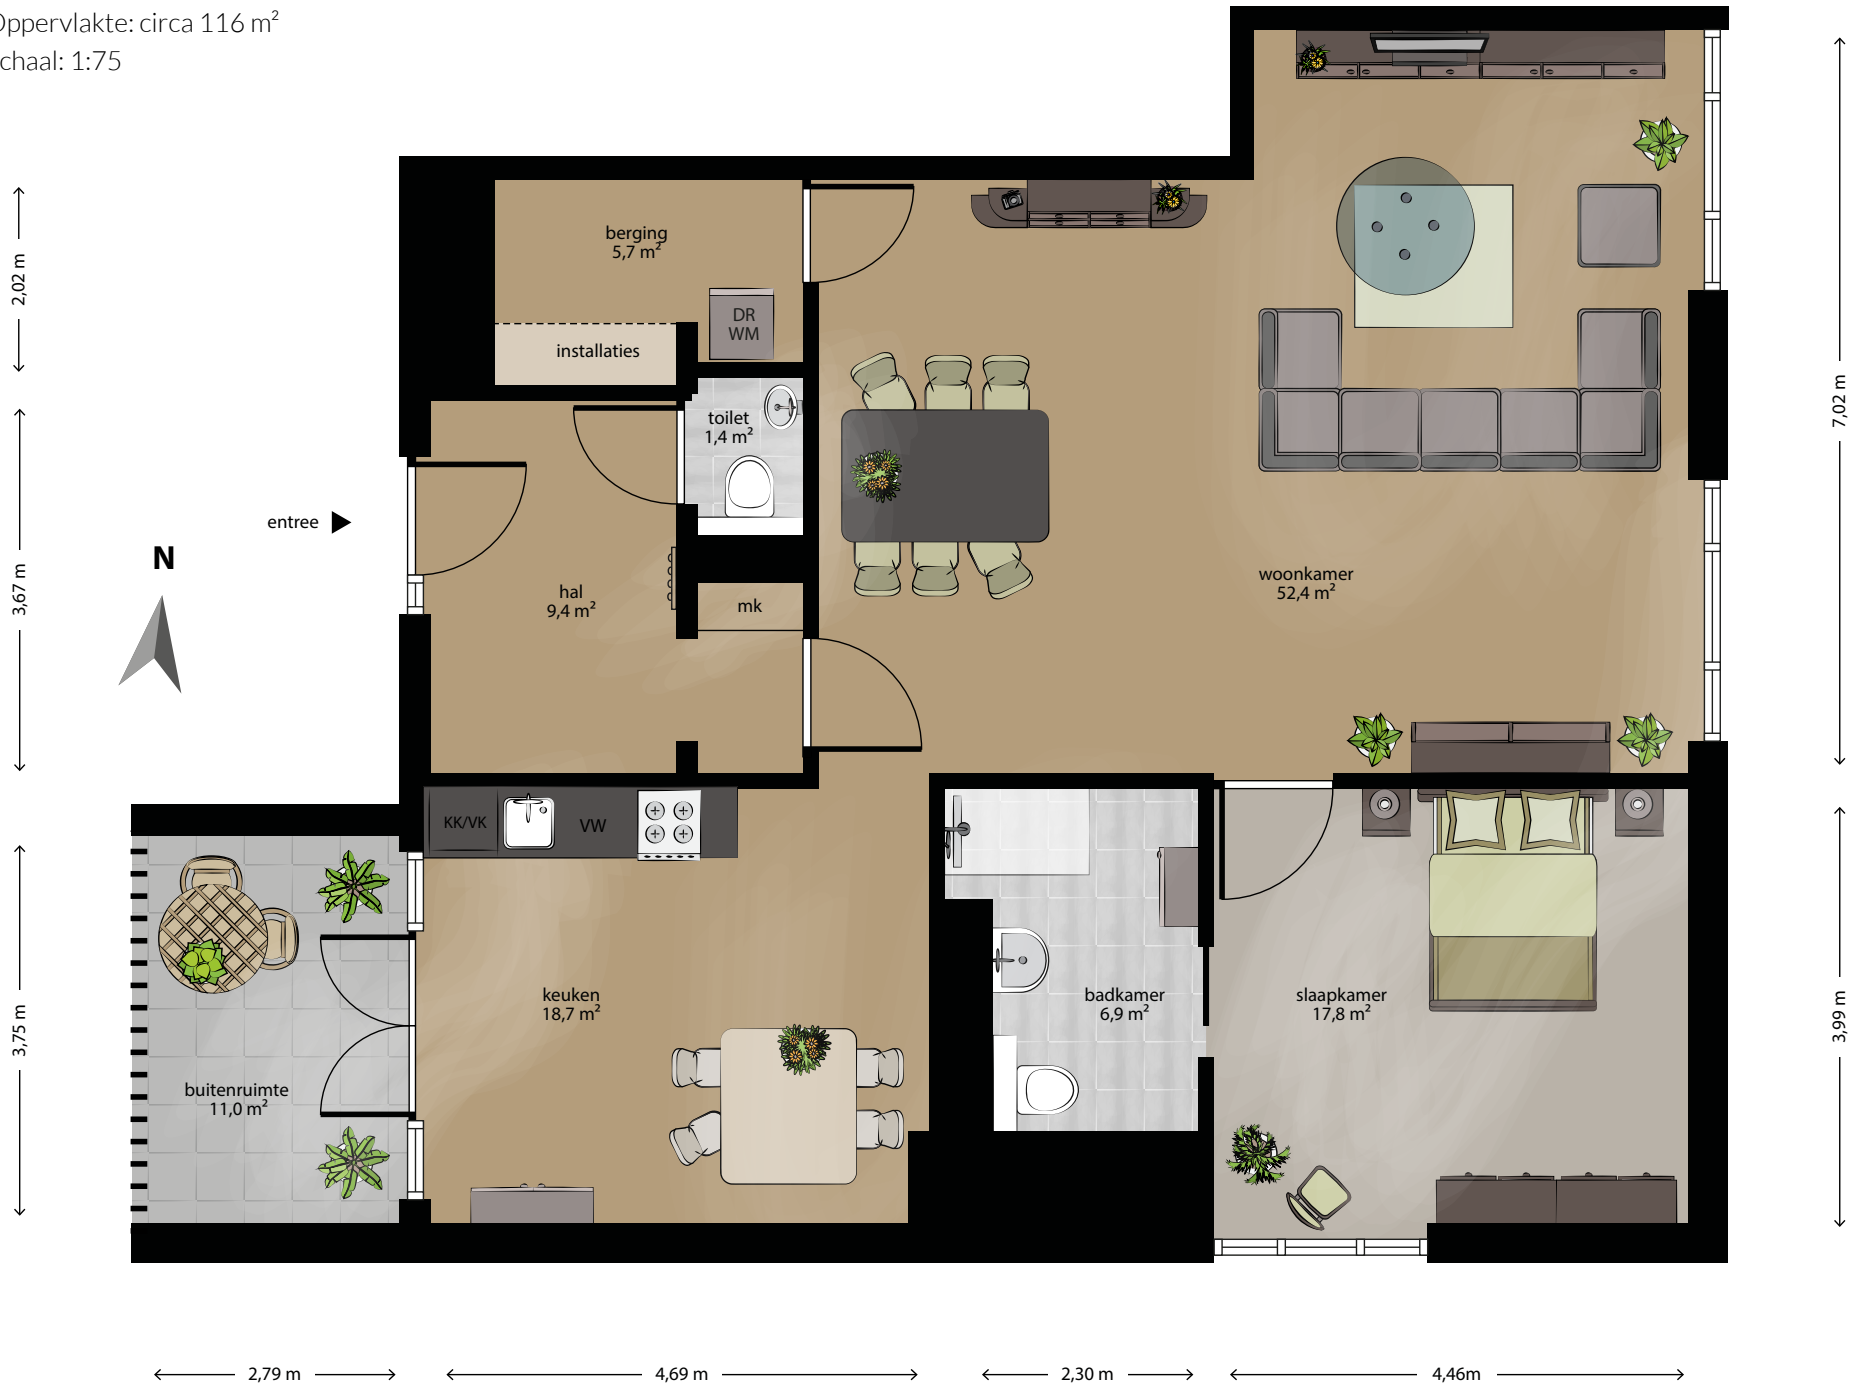 Oppervlakte: circa 116 m²
chaal: 1:75
berging
5,7 m²
DR
WM
installaties
2,02 m
toilet
1,4 m²
7,02 m
entree
N
3,67 m
hal
9,4 m²
mk
woonkamer
52,4 m²
KK/VK
VW
keuken
18,7 m²
badkamer
6,9 m²
slaapkamer
17,8 m²
3,75 m
3,99 m
buitenruimte
11,0 m²
2,79 m
4,69 m
2,30 m
4,46m